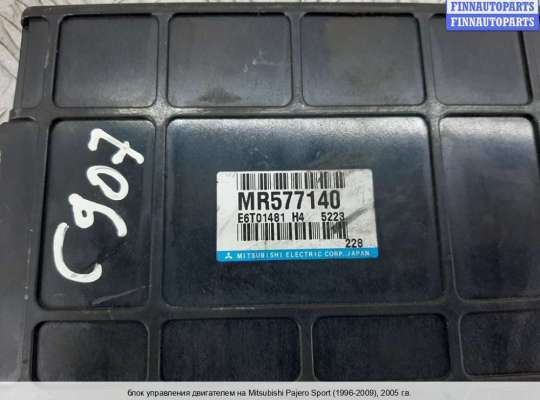 FINNAUTOPARTS
FINNAUTOPARTS
C907
MR577140
E6T01481 H4 5223
228
MITSUBISHI ELECTRIC CORP. JAPAN
блок управления двигателем на Mitsubishi Pajero Sport (1996-2009), 2005 г.в.